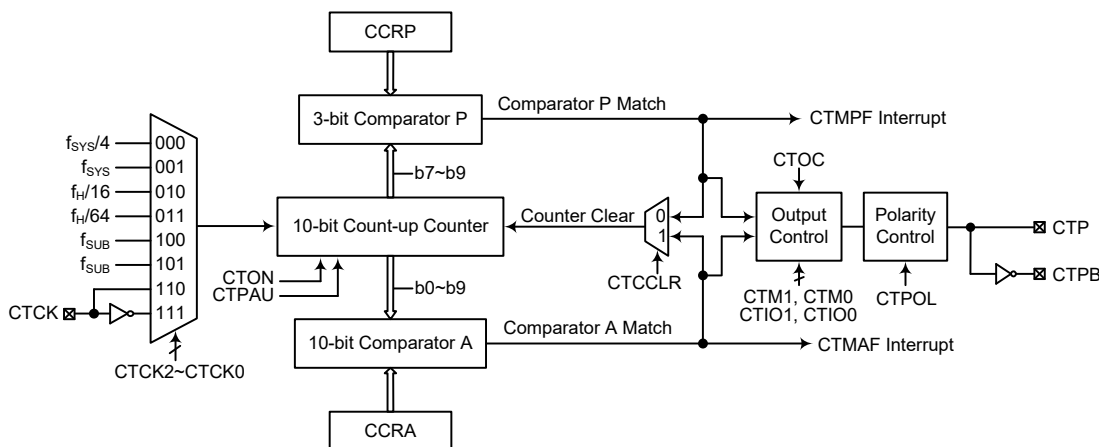 CCRP
3-bit Comparator P
Comparator P Match
CTMPF Interrupt
b7~b9
fSYS/4
fSYS
fH/16
fH/64
fSUB
fSUB
000
001
010
011
100
101
110
111
CTCK
CTCK2~CTCK0
10-bit Count-up Counter
CTON
CTPAU
Counter Clear
0
1
CTCCLR
CTOC
Output
Control
CTM1, CTM0
CTIO1, CTIO0
Polarity
Control
CTPOL
CTP
CTPB
b0~b9
10-bit Comparator A
Comparator A Match
CTMAF Interrupt
CCRA